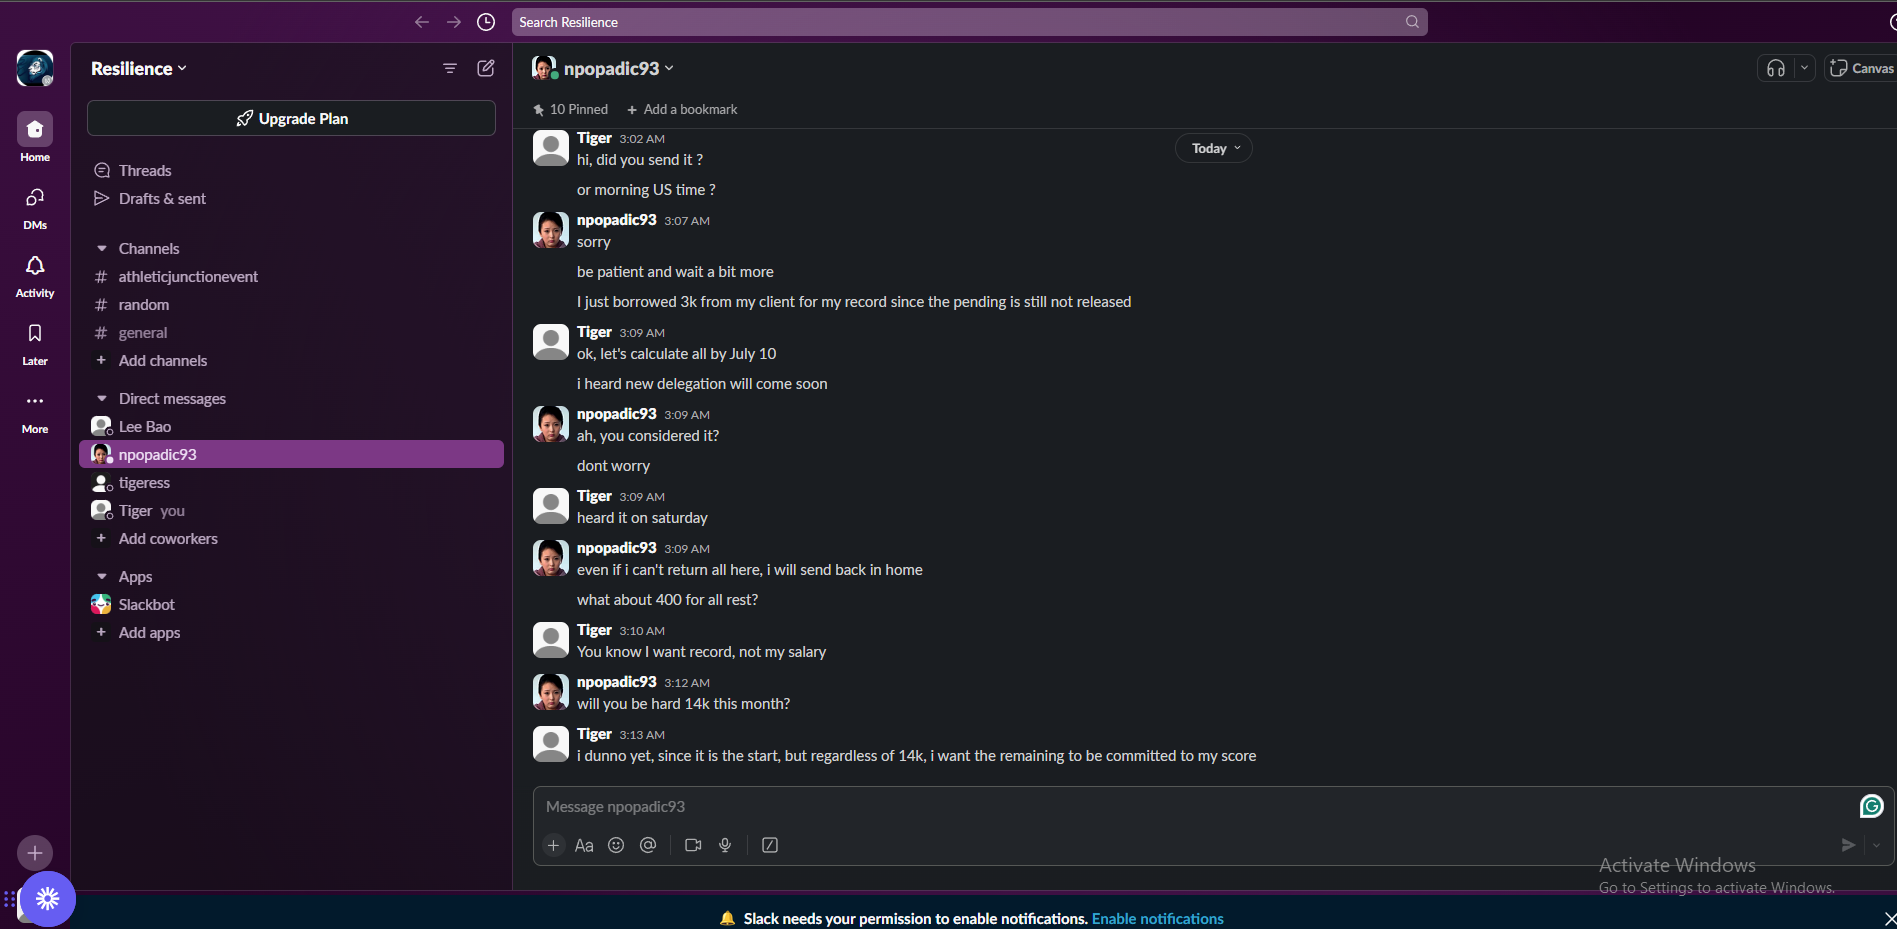 Search Resilience
Resilience
Upgrade Plan
Home
DMs
Activity
Later
More
Threads
Drafts & sent
Channels
# athleticjunctionevent
# random
# general
+ Add channels
Direct messages
Lee Bao
npopadic93
tigeress
Tiger you
+ Add coworkers
Apps
Slackbot
+ Add apps
npopadic93
Canvas
10 Pinned + Add a bookmark
Today
Tiger 3:02 AM
hi, did you send it ?
or morning US time ?
npopadic93 3:07 AM
sorry
be patient and wait a bit more
I just borrowed 3k from my client for my record since the pending is still not released
Tiger 3:09 AM
ok, let's calculate all by July 10
i heard new delegation will come soon
npopadic93 3:09 AM
ah, you considered it?
dont worry
Tiger 3:09 AM
heard it on saturday
npopadic93 3:09 AM
even if i can't return all here, i will send back in home
what about 400 for all rest?
Tiger 3:10 AM
You know I want record, not my salary
npopadic93 3:12 AM
will you be hard 14k this month?
Tiger 3:13 AM
i dunno yet, since it is the start, but regardless of 14k, i want the remaining to be committed to my score
Message npopadic93
Aa
Activate Windows
Go to Settings to activate Windows.
Slack needs your permission to enable notifications. Enable notifications